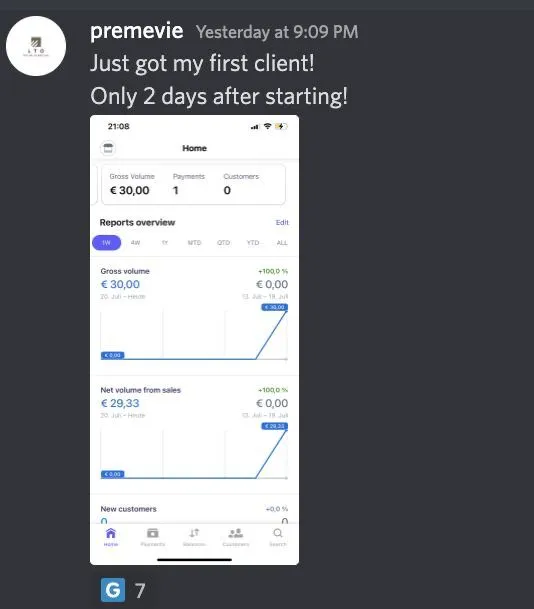 LTG
premevie Yesterday at 9:09 PM
Just got my first client!
Only 2 days after starting!
21:08
Home
Gross Volume Payments Customers
€ 30,00 1 0
Reports overview Edit
1W 4W 1Y MTD QTD YTD ALL
Gross volume +100,0 %
€ 30,00 € 0,00
20. Juli – Heute 13. Juli – 19. Juli
€ 30,00
€ 0,00
Net volume from sales +100,0 %
€ 29,33 € 0,00
20. Juli – Heute 13. Juli – 19. Juli
€ 29,33
€ 0,00
New customers +0,0 %
0 0
Home Payments Balances Customers Search
G 7